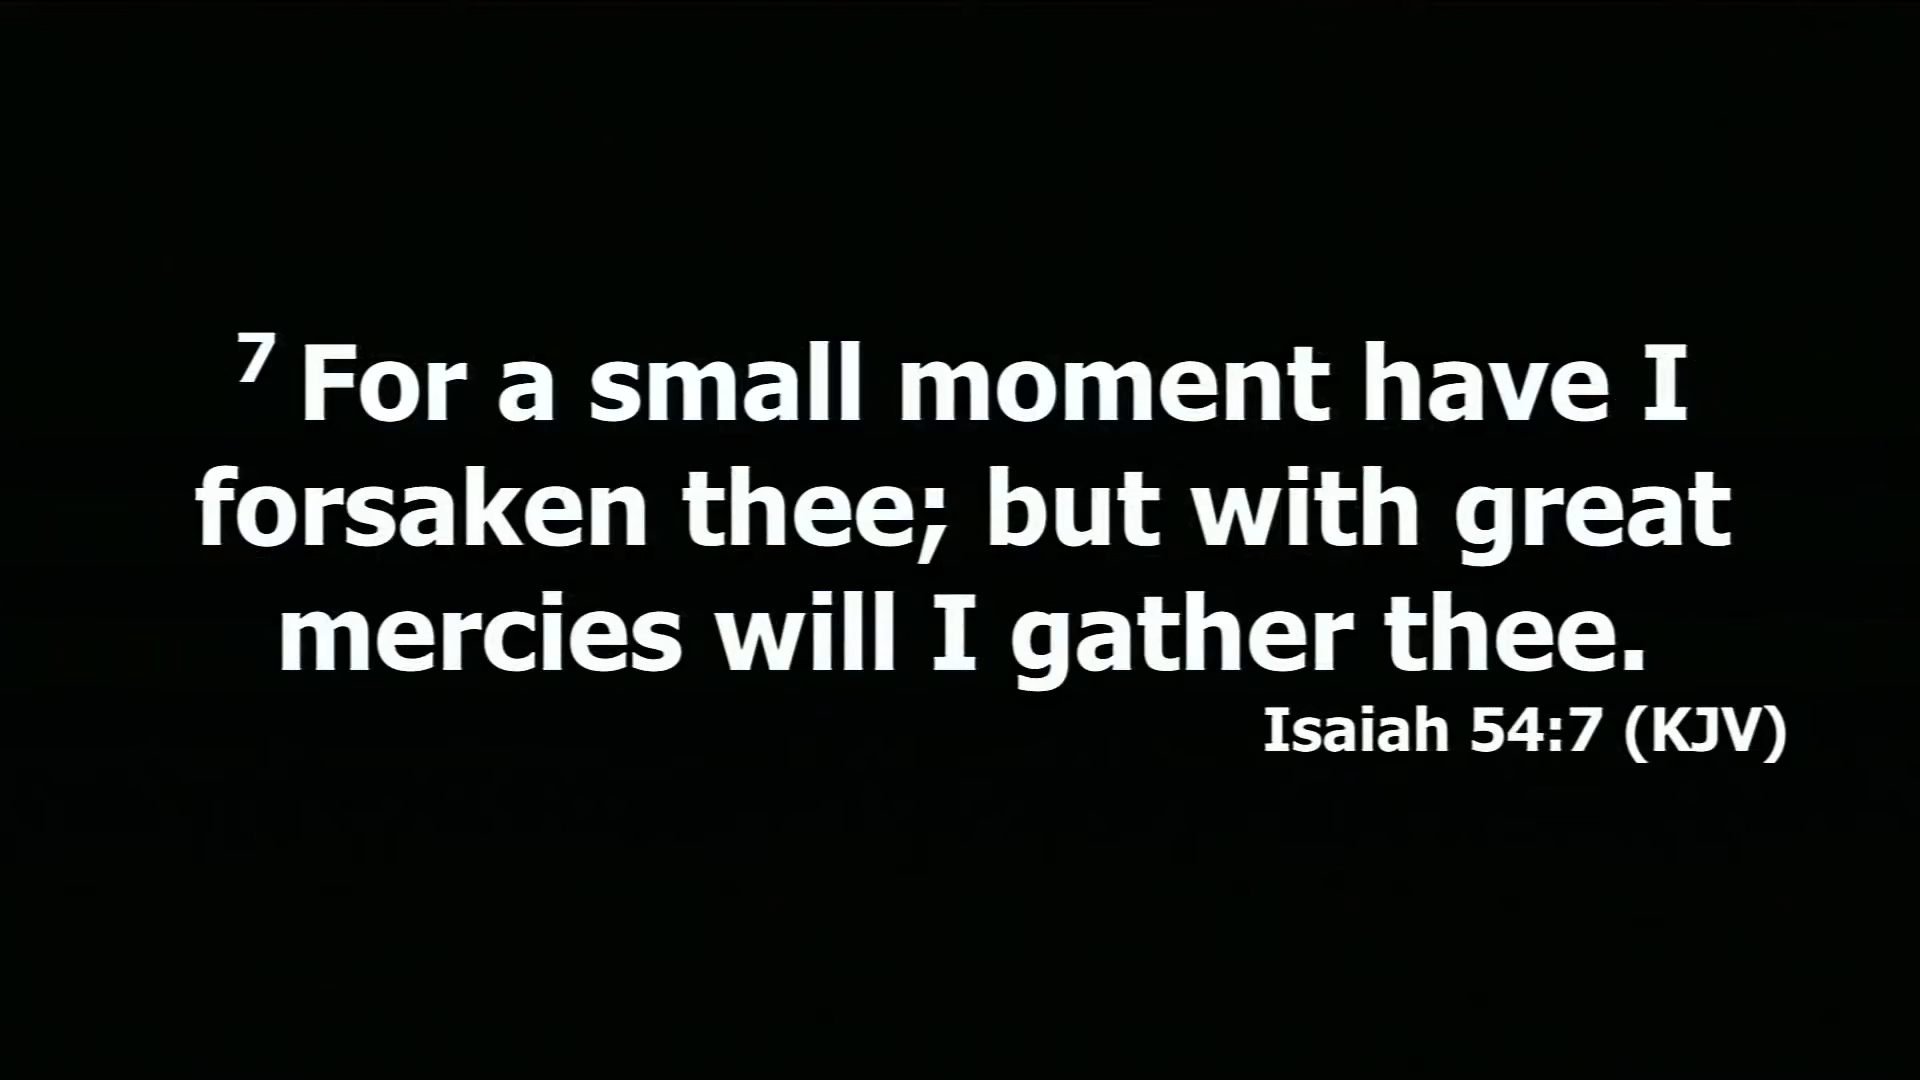 7 For a small moment have I
forsaken thee; but with great
mercies will I gather thee.
Isaiah 54:7 (KJV)